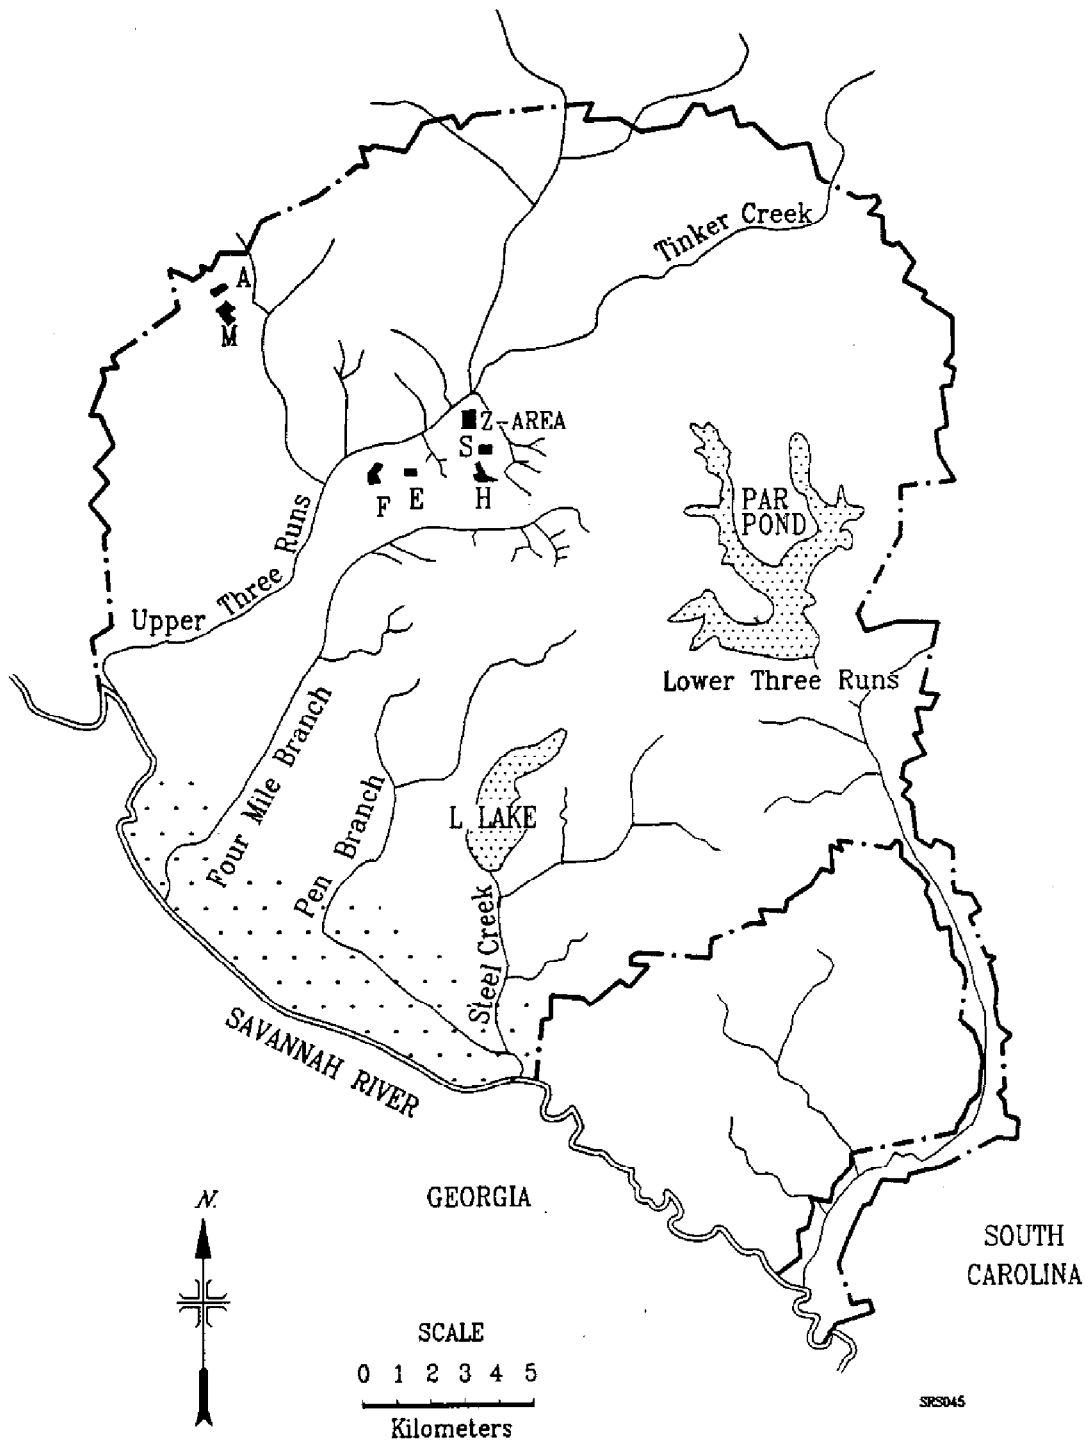 Tinker Creek
A
M
Z-AREA
S
F
E
H
PAR
POND
Upper Three Runs
Lower Three Runs
Four Mile Branch
Pen Branch
L LAKE
Steel Creek
SAVANNAH RIVER
N.
GEORGIA
SOUTH
CAROLINA
SCALE
0 1 2 3 4 5
Kilometers
SRS045